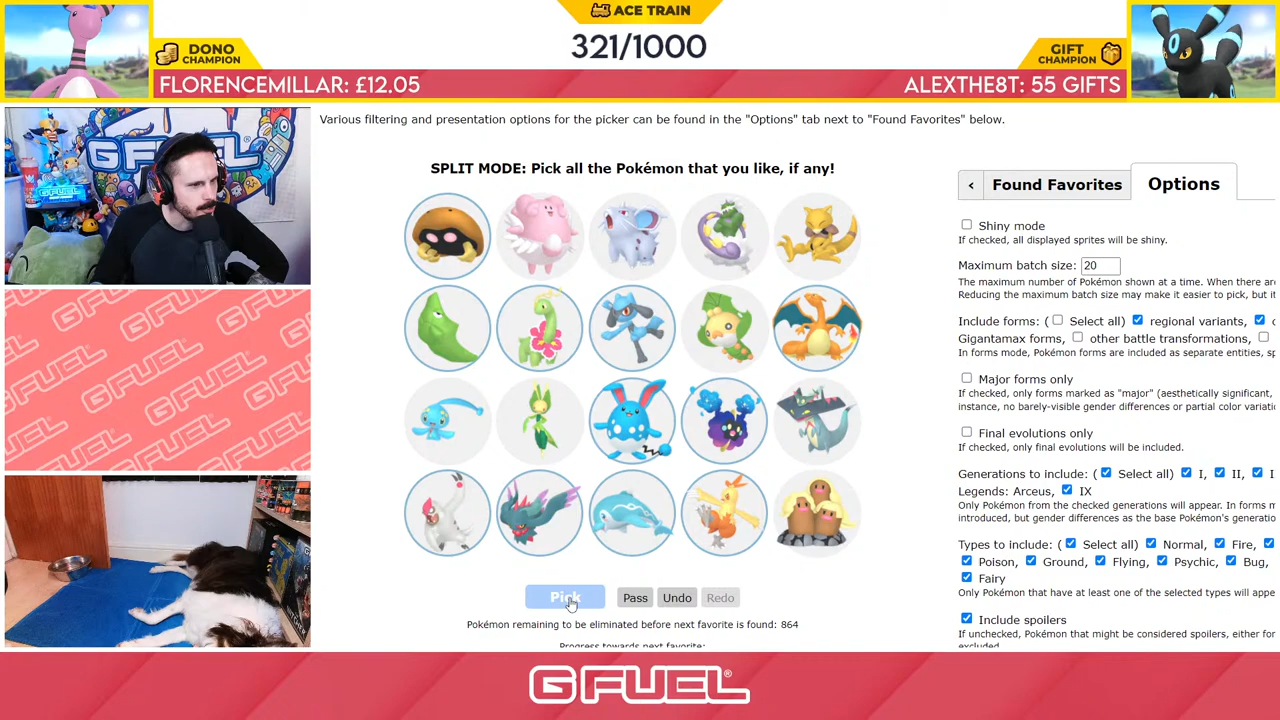 ACE TRAIN
321/1000
DONO
CHAMPION
GIFT
CHAMPION
FLORENCEMILLAR: £12.05
ALEXTHE8T: 55 GIFTS
GFUEL
Various filtering and presentation options for the picker can be found in the "Options" tab next to "Found Favorites" below.
SPLIT MODE: Pick all the Pokémon that you like, if any!
Pick
Pass
Undo
Redo
Pokémon remaining to be eliminated before next favorite is found: 864
Progress towards next favorite:
‹
Found Favorites
Options
Shiny mode
If checked, all displayed sprites will be shiny.
Maximum batch size: 20
The maximum number of Pokémon shown at a time. When there are
Reducing the maximum batch size may make it easier to pick, but it
Include forms: ( Select all) regional variants,
Gigantamax forms, other battle transformations,
In forms mode, Pokémon forms are included as separate entities, sp
Major forms only
If checked, only forms marked as "major" (aesthetically significant,
instance, no barely-visible gender differences or partial color variatio
Final evolutions only
If checked, only final evolutions will be included.
Generations to include: ( Select all) I, II, I
Legends: Arceus, IX
Only Pokémon from the checked generations will appear. In forms m
introduced, but gender differences as the base Pokémon's generatio
Types to include: ( Select all) Normal, Fire,
Poison, Ground, Flying, Psychic, Bug,
Fairy
Only Pokémon that have at least one of the selected types will appe
Include spoilers
If unchecked, Pokémon that might be considered spoilers, either for
excluded.
GFUEL®